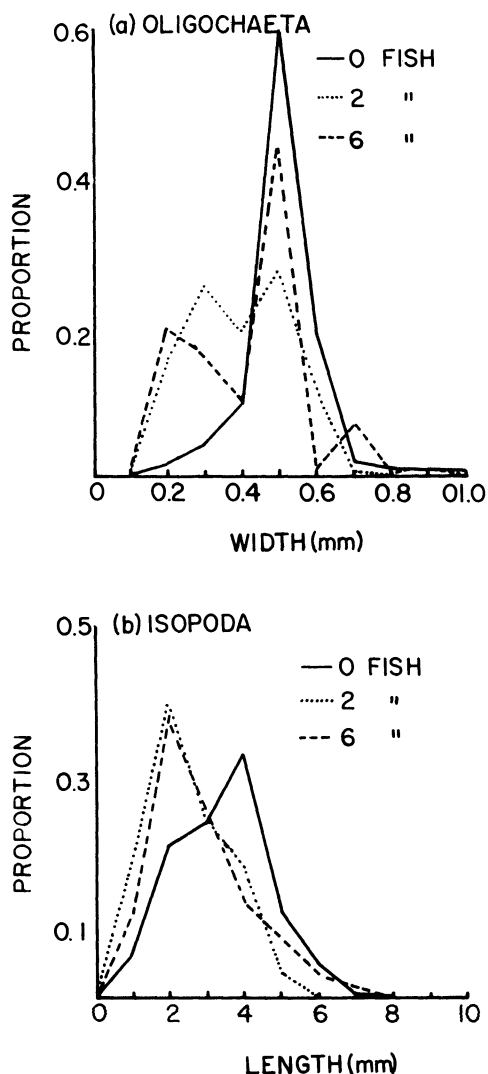 (a) OLIGOCHAETA
0 FISH
2 "
6 "
0.6
0.4
0.2
PROPORTION
0 0.2 0.4 0.6 0.8 01.0
WIDTH (mm)
(b) ISOPODA
0 FISH
2 "
6 "
0.5
0.3
0.1
PROPORTION
0 2 4 6 8 10
LENGTH (mm)